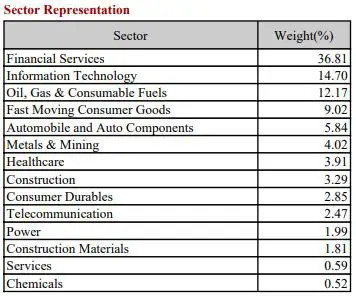 Sector Representation
Sector Weight(%)
Financial Services 36.81
Information Technology 14.70
Oil, Gas & Consumable Fuels 12.17
Fast Moving Consumer Goods 9.02
Automobile and Auto Components 5.84
Metals & Mining 4.02
Healthcare 3.91
Construction 3.29
Consumer Durables 2.85
Telecommunication 2.47
Power 1.99
Construction Materials 1.81
Services 0.59
Chemicals 0.52